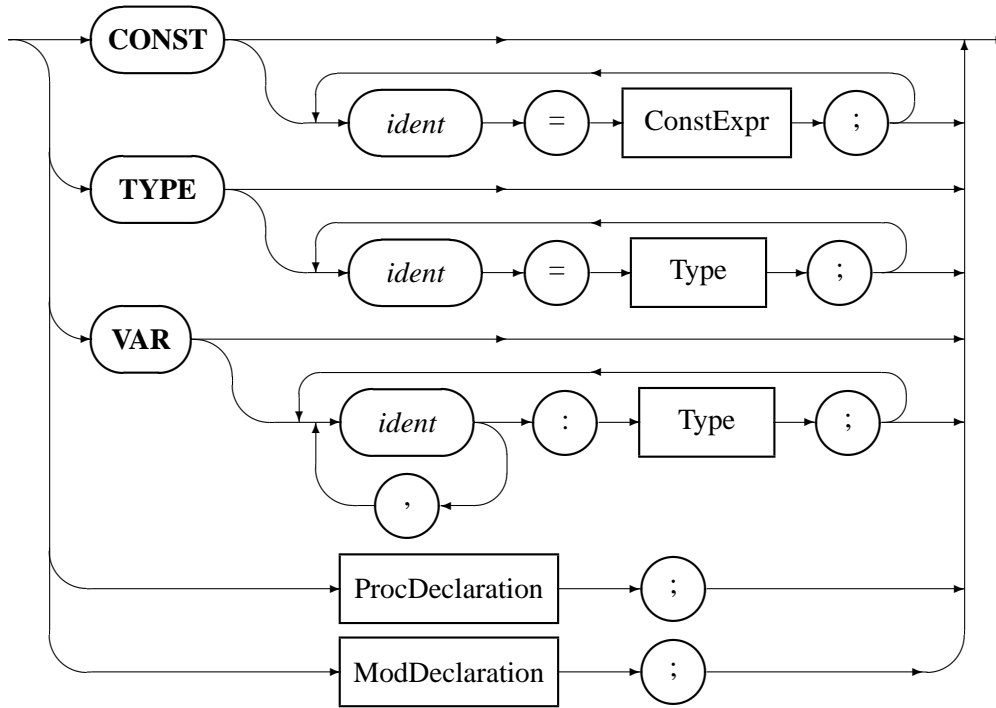 CONST
ident = ConstExpr ;
TYPE
ident = Type ;
VAR
ident : Type ;
,
ProcDeclaration ;
ModDeclaration ;